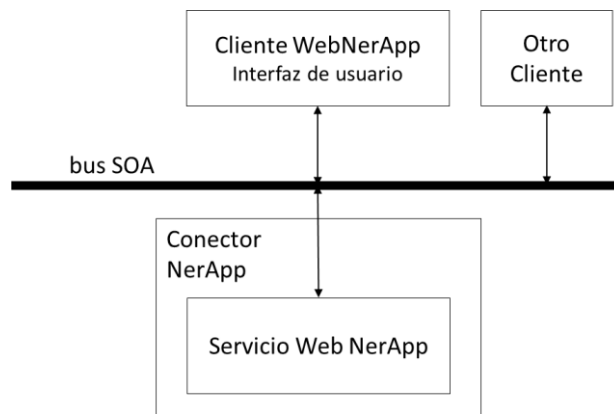 Cliente WebNerApp
Interfaz de usuario
Otro
Cliente
bus SOA
Conector
NerApp
Servicio Web NerApp